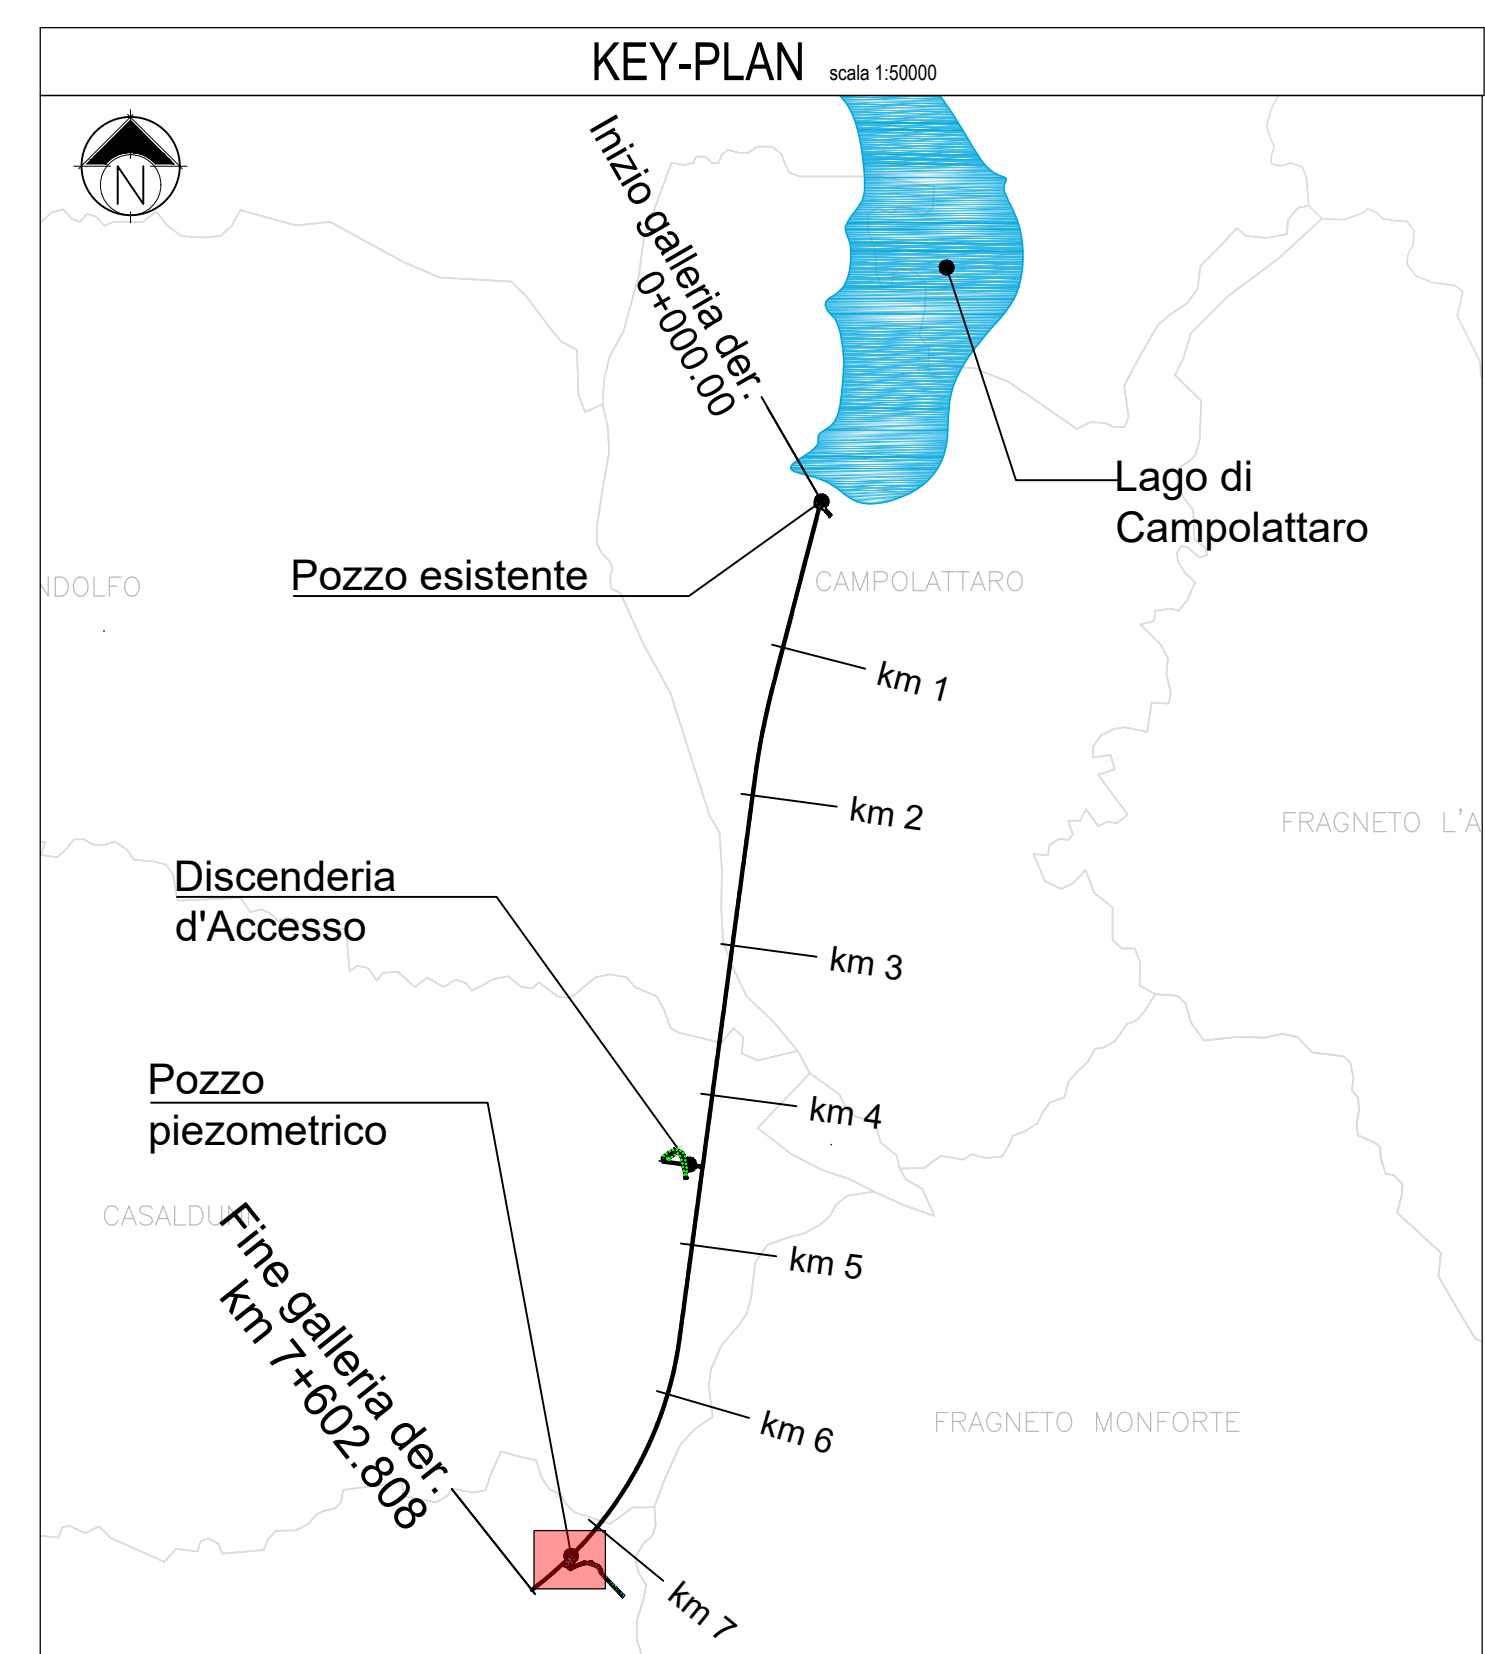 KEY-PLAN scala 1:50000
N
Inizio galleria der.
0+000.00
Lago di
Campolattaro
Pozzo esistente
NDOLFO
CAMPOLATTARO
km 1
km 2
FRAGNETO L'A
Discenderia
d'Accesso
km 3
Pozzo
piezometrico
km 4
CASALDUNI
km 5
Fine galleria der.
km 7+602.808
km 6
FRAGNETO MONFORTE
km 7